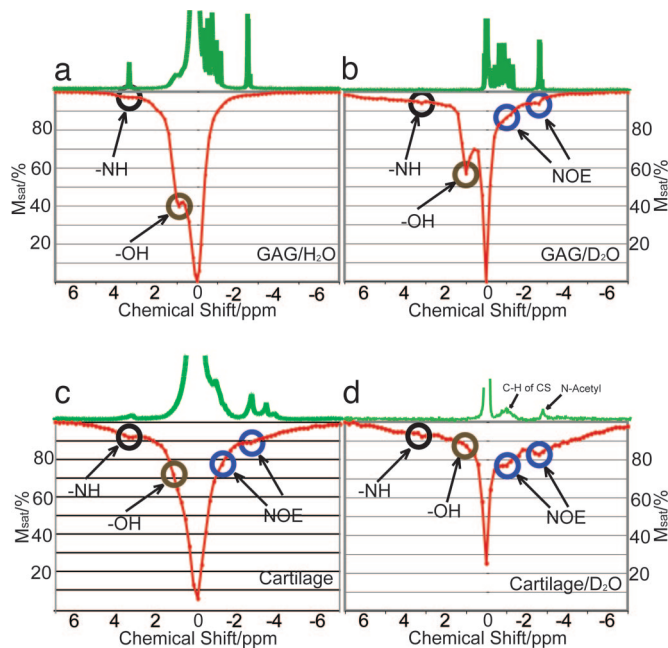 a
b
-NH
-OH
GAG/H₂O
80
60
40
20
Msat/%
6 4 2 0 -2 -4 -6
Chemical Shift/ppm
-NH
-OH
NOE
GAG/D₂O
80
60
40
20
Msat/%
6 4 2 0 -2 -4 -6
Chemical Shift/ppm
c
d
C-H of CS
N-Acetyl
-NH
-OH
NOE
Cartilage
80
60
40
20
Msat/%
6 4 2 0 -2 -4 -6
Chemical Shift/ppm
-NH
-OH
NOE
Cartilage/D₂O
80
60
40
20
Msat/%
6 4 2 0 -2 -4 -6
Chemical Shift/ppm